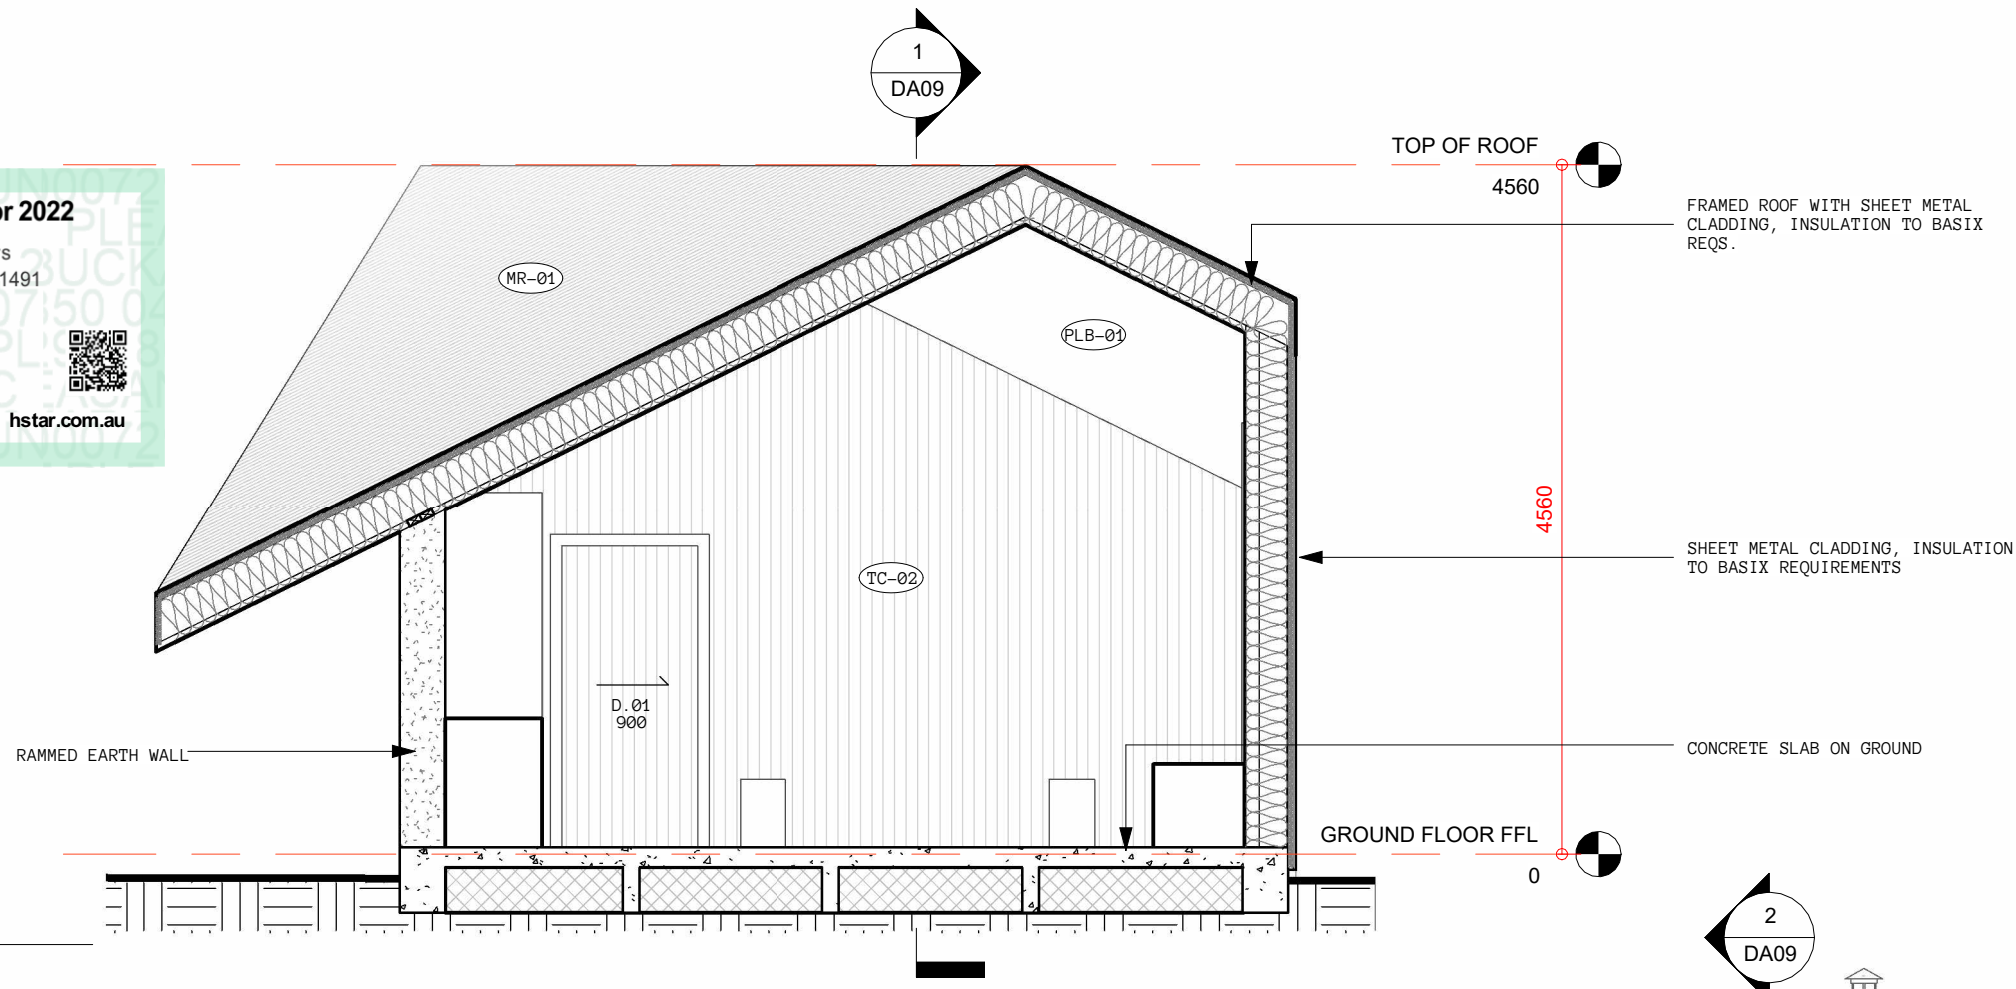 1
DA09
TOP OF ROOF
4560
FRAMED ROOF WITH SHEET METAL
CLADDING, INSULATION TO BASIX
REQS.
2022
1491
hstar.com.au
MR-01
PLB-01
4560
TC-02
SHEET METAL CLADDING, INSULATION
TO BASIX REQUIREMENTS
D.01
900
RAMMED EARTH WALL
CONCRETE SLAB ON GROUND
GROUND FLOOR FFL
0
2
DA09